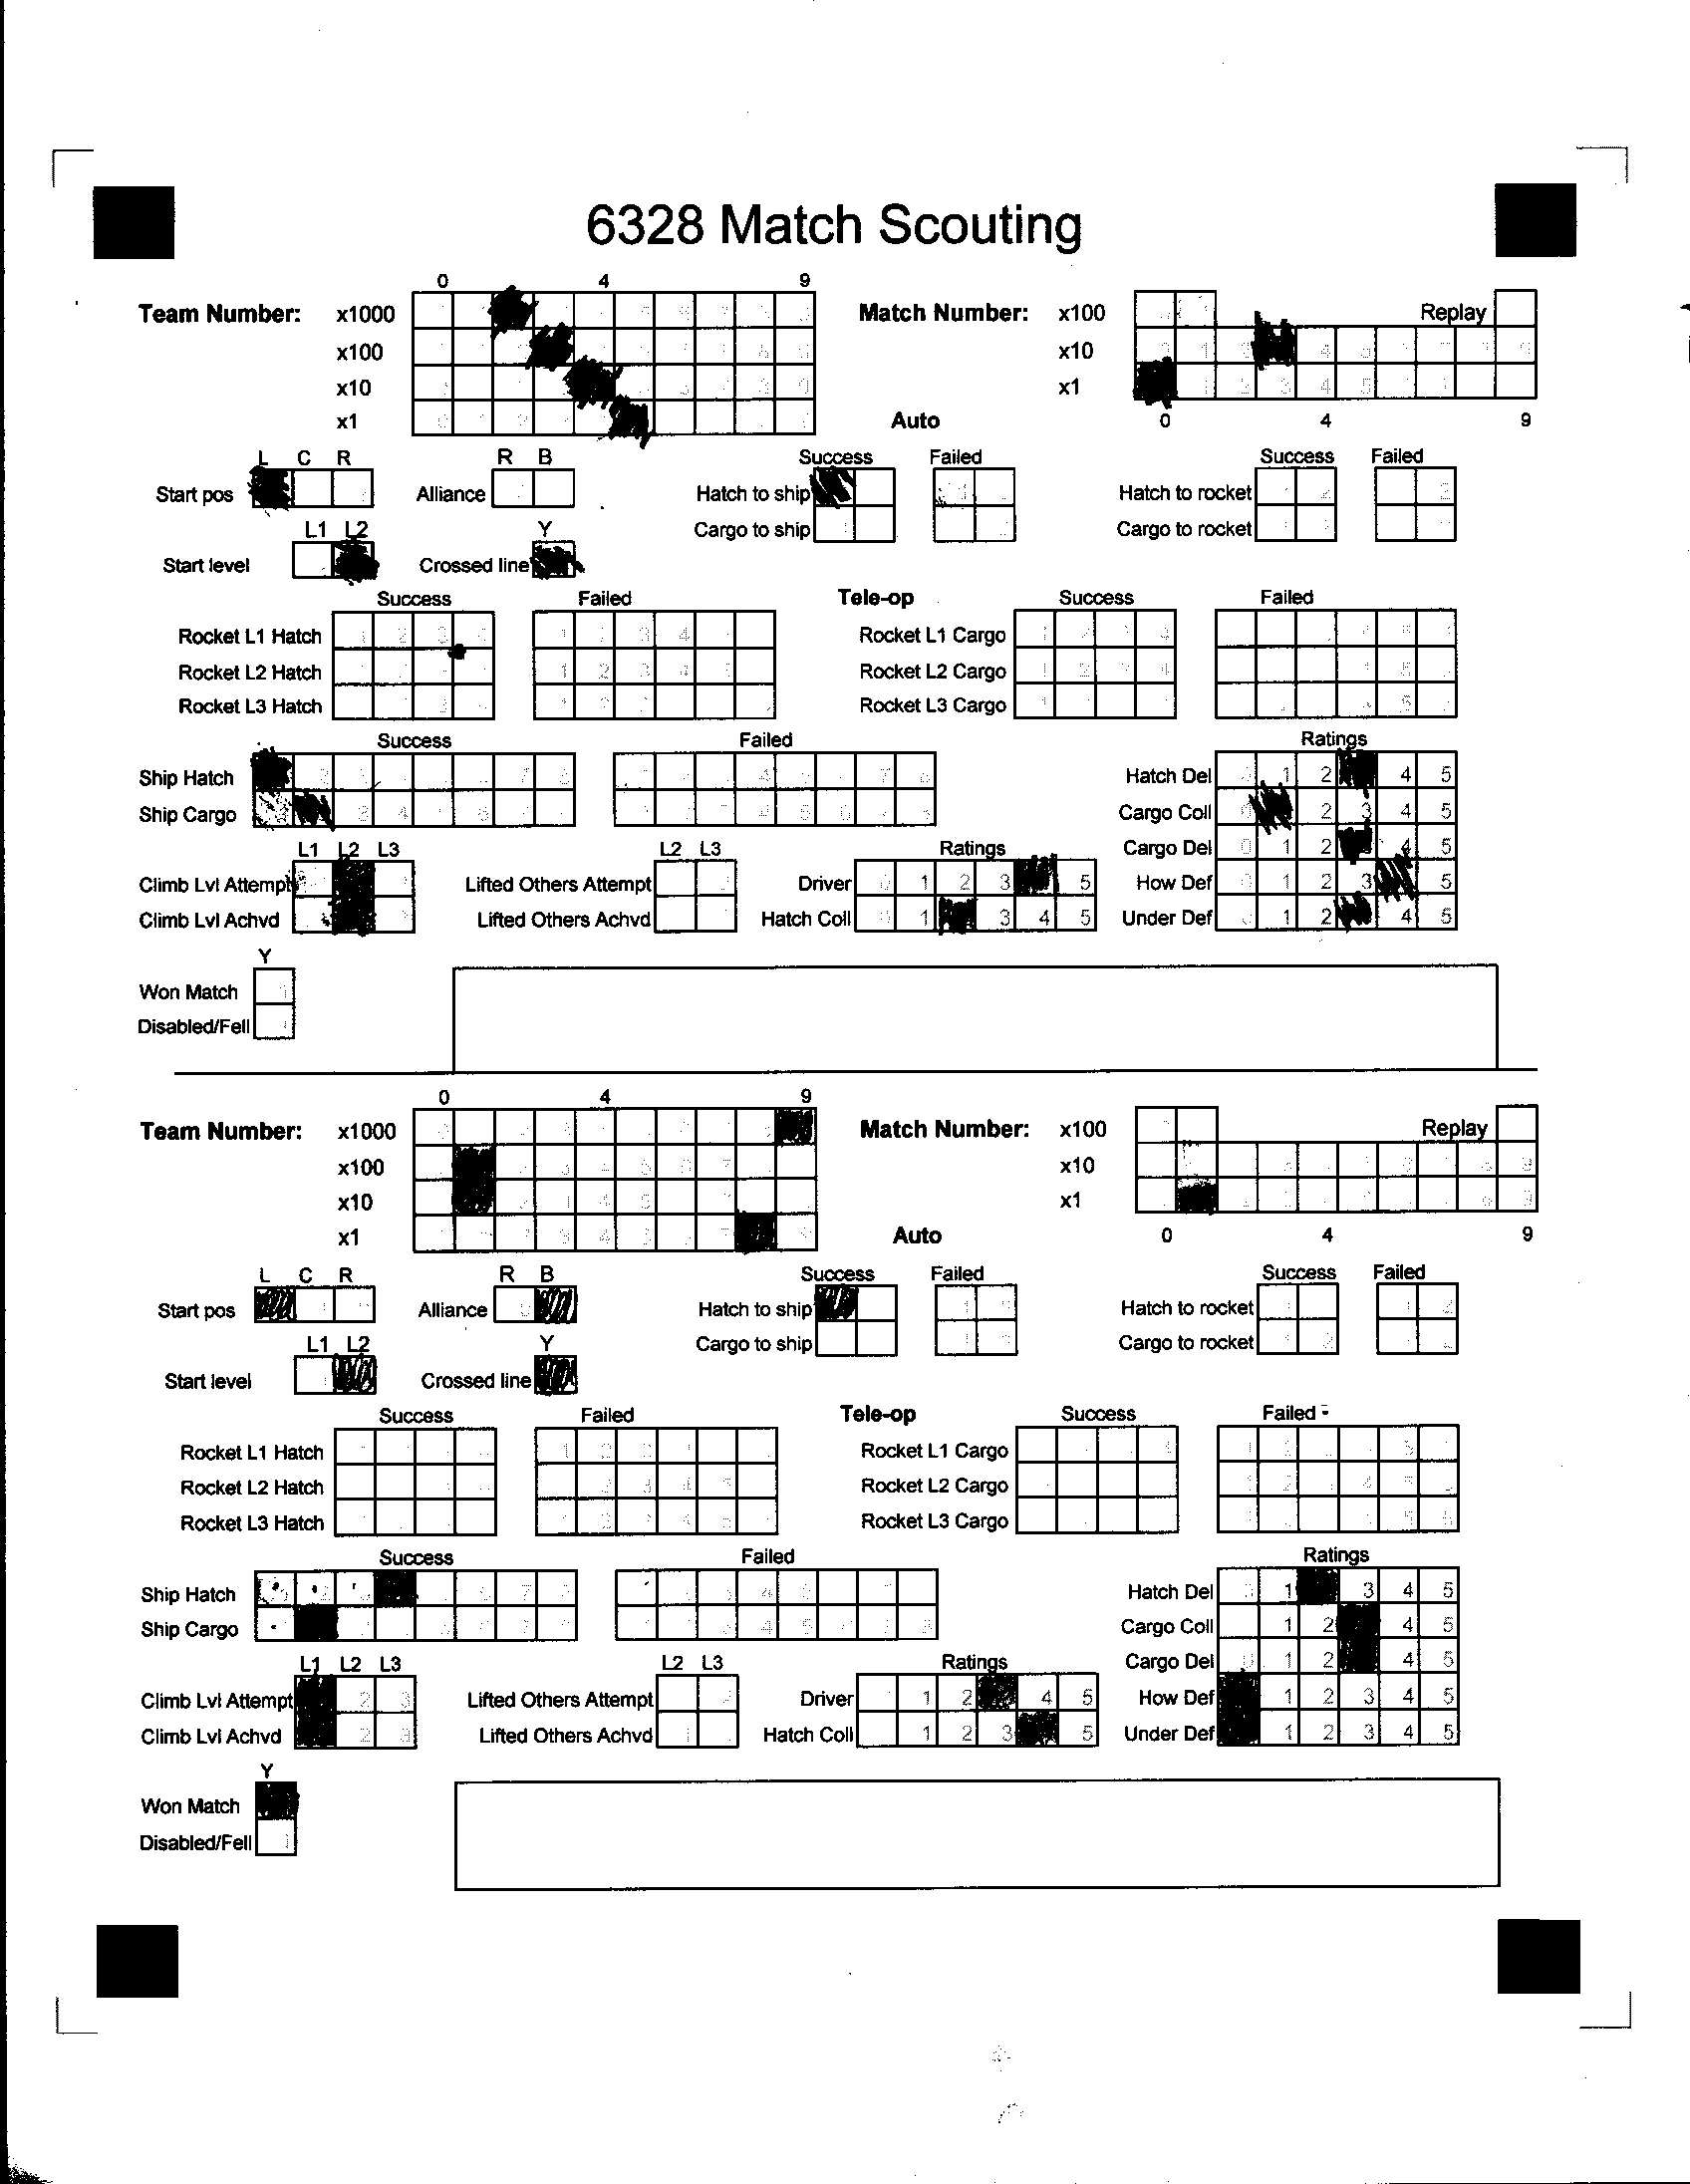 6328 Match Scouting
0 4 9
Team Number: x1000 Match Number: x100 Replay
x100 x10
x10 x1
x1 Auto 0 4 9
L C R R B Success Failed Success Failed
Start pos Alliance Hatch to ship Hatch to rocket
L1 L2 Y Cargo to ship Cargo to rocket
Start level Crossed line
Success Failed Tele-op Success Failed
Rocket L1 Hatch Rocket L1 Cargo
Rocket L2 Hatch Rocket L2 Cargo
Rocket L3 Hatch Rocket L3 Cargo
Success Failed Ratings
Ship Hatch Hatch Del 1 2 4 5
Ship Cargo Cargo Coll 2 3 4 5
L1 L2 L3 L2 L3 Ratings Cargo Del 0 1 2 4 5
Climb Lvl Attempt Lifted Others Attempt Driver 1 2 3 5 How Def 1 2 3 5
Climb Lvl Achvd Lifted Others Achvd Hatch Coll 1 3 4 5 Under Def 1 2 4 5
Y
Won Match
Disabled/Fell
0 4 9
Team Number: x1000 Match Number: x100 Replay
x100 x10
x10 x1
x1 Auto 0 4 9
L C R R B Success Failed Success Failed
Start pos Alliance Hatch to ship Hatch to rocket
L1 L2 Y Cargo to ship Cargo to rocket
Start level Crossed line
Success Failed Tele-op Success Failed
Rocket L1 Hatch Rocket L1 Cargo
Rocket L2 Hatch Rocket L2 Cargo
Rocket L3 Hatch Rocket L3 Cargo
Success Failed Ratings
Ship Hatch Hatch Del 1 3 4 5
Ship Cargo Cargo Coll 1 2 4 5
L1 L2 L3 L2 L3 Ratings Cargo Del 1 2 4 5
Climb Lvl Attempt 2 3 Lifted Others Attempt Driver 1 2 4 5 How Def 1 2 3 4 5
Climb Lvl Achvd 2 3 Lifted Others Achvd Hatch Coll 1 2 3 5 Under Def 1 2 3 4 5
Y
Won Match
Disabled/Fell